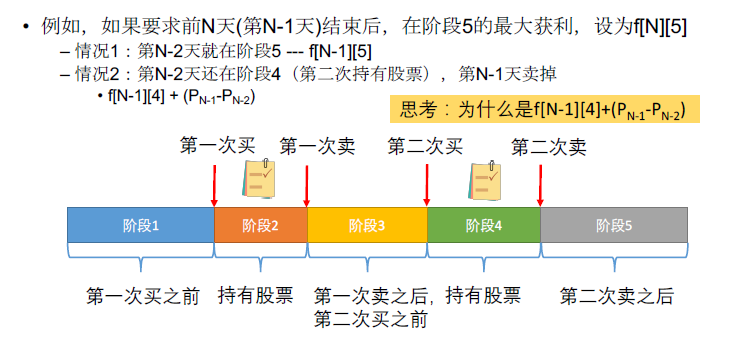 • 例如，如果要求前N天(第N-1天)结束后，在阶段5的最大获利，设为f[N][5]
– 情况1：第N-2天就在阶段5 --- f[N-1][5]
– 情况2：第N-2天还在阶段4（第二次持有股票），第N-1天卖掉
• f[N-1][4] + (P_{N-1}-P_{N-2})
思考：为什么是f[N-1][4]+(P_{N-1}-P_{N-2})
第一次买 第一次卖 第二次买 第二次卖
阶段1 阶段2 阶段3 阶段4 阶段5
第一次买之前 持有股票 第一次卖之后, 持有股票 第二次卖之后
第二次买之前